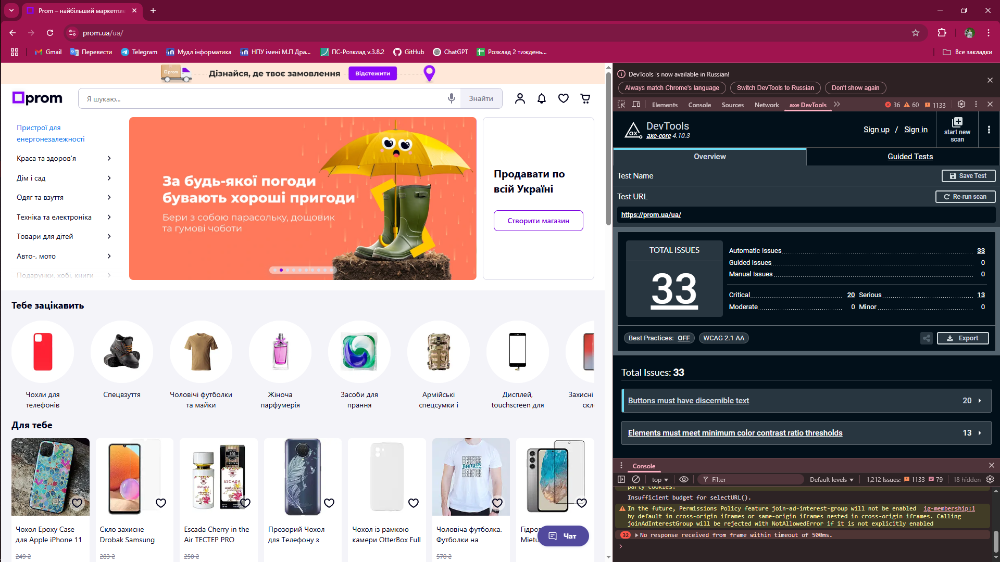 Prom – найбільший маркетпле
prom.ua/ua/
Gmail
Перевести
Telegram
Мудл інформатика
НПУ імені М.П Дра...
ПС-Розклад v.3.8.2
GitHub
ChatGPT
Розклад 2 тиждень...
Все закладки
prom
Дізнайся, де твоє замовлення
Відстежити
prom
Я шукаю...
Знайти
Пристрої для
енергонезалежності
Краса та здоров'я
Дім і сад
Одяг та взуття
Техніка та електроніка
Товари для дітей
Авто-, мото
Подарунки, хобі, книги
За будь-якої погоди
бувають хороші пригоди
Бери з собою парасольку, дощовик
та гумові чоботи
Продавати по
всій Україні
Створити магазин
Тебе зацікавить
Чохли для
телефонів
Спецвзуття
Чоловічі футболки
та майки
Жіноча
парфумерія
Засоби для
прання
Армійські
спецсумки і
Дисплей,
touchscreen для
Захисні
скл
Для тебе
PRO
TESTER
ESCADA
ESCADA
ВИПУСК
ВИПУСК
Випуск
ВИПУСК
ВИПУСК
Чохол Epoxy Case
для Apple iPhone 11
249 ₴
Скло захисне
Drobak Samsung
283 ₴
Escada Cherry in the
Air ТЕСТЕР PRO
250 ₴
Прозорий Чохол
для Телефону з
Чохол із рамкою
камери OtterBox Full
Чоловіча футболка.
Футболки на
570 ₴
Гідрог
Mietu
Чат
DevTools is now available in Russian!
Always match Chrome's language
Switch DevTools to Russian
Don't show again
Elements
Console
Sources
Network
axe DevTools
36
60
1133
ax
DevTools
axe-core 4.10.3
Sign up / Sign in
start new
scan
Overview
Guided Tests
Test Name
Save Test
Test URL
Re-run scan
https://prom.ua/ua/
TOTAL ISSUES
33
Automatic Issues 33
Guided Issues 0
Manual Issues 0
Critical 20 Serious 13
Moderate 0 Minor 0
Best Practices: OFF
WCAG 2.1 AA
Export
Total Issues: 33
Buttons must have discernible text 20
Elements must meet minimum color contrast ratio thresholds 13
Console
top
Filter
Default levels
1,212 Issues: 1133 79
18 hidden
party cookies.
Insufficient budget for selectURL().
In the future, Permissions Policy feature join-ad-interest-group will not be enabled ig-membership:1
by default in cross-origin iframes or same-origin iframes nested in cross-origin iframes. Calling
joinAdInterestGroup will be rejected with NotAllowedError if it is not explicitly enabled
32 No response received from frame within timeout of 500ms.